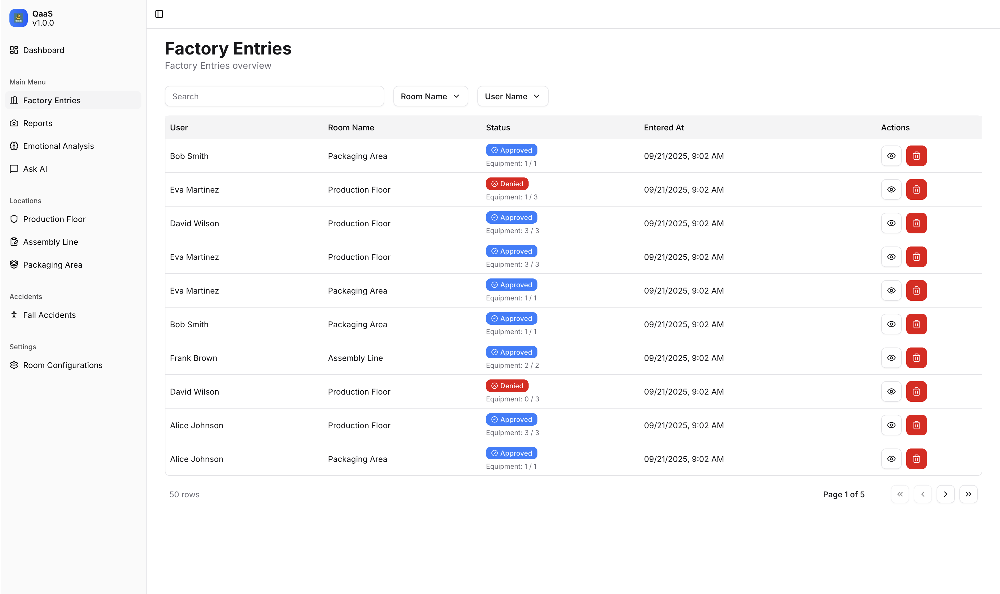 QaaS
v1.0.0
Dashboard
Main Menu
Factory Entries
Reports
Emotional Analysis
Ask AI
Locations
Production Floor
Assembly Line
Packaging Area
Accidents
Fall Accidents
Settings
Room Configurations
Factory Entries
Factory Entries overview
Search
Room Name
User Name
User Room Name Status Entered At Actions
Bob Smith Packaging Area Approved 09/21/2025, 9:02 AM
Equipment: 1 / 1
Eva Martinez Production Floor Denied 09/21/2025, 9:02 AM
Equipment: 1 / 3
David Wilson Production Floor Approved 09/21/2025, 9:02 AM
Equipment: 3 / 3
Eva Martinez Production Floor Approved 09/21/2025, 9:02 AM
Equipment: 3 / 3
Eva Martinez Packaging Area Approved 09/21/2025, 9:02 AM
Equipment: 1 / 1
Bob Smith Packaging Area Approved 09/21/2025, 9:02 AM
Equipment: 1 / 1
Frank Brown Assembly Line Approved 09/21/2025, 9:02 AM
Equipment: 2 / 2
David Wilson Production Floor Denied 09/21/2025, 9:02 AM
Equipment: 0 / 3
Alice Johnson Production Floor Approved 09/21/2025, 9:02 AM
Equipment: 3 / 3
Alice Johnson Packaging Area Approved 09/21/2025, 9:02 AM
Equipment: 1 / 1
50 rows
Page 1 of 5